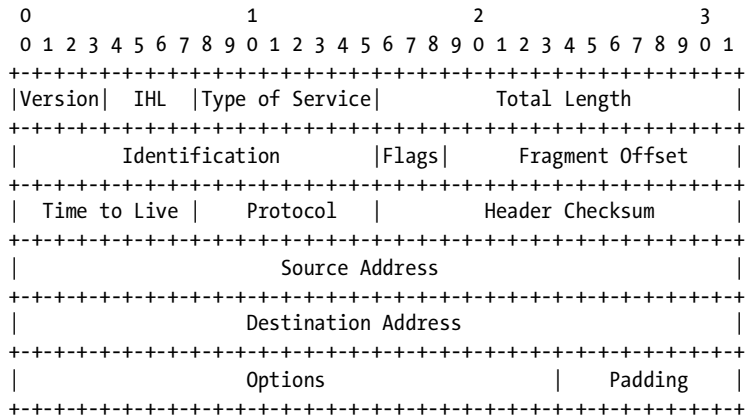 0                   1                   2                   3
 0 1 2 3 4 5 6 7 8 9 0 1 2 3 4 5 6 7 8 9 0 1 2 3 4 5 6 7 8 9 0 1
+-+-+-+-+-+-+-+-+-+-+-+-+-+-+-+-+-+-+-+-+-+-+-+-+-+-+-+-+-+-+-+-+
|Version|  IHL  |Type of Service|          Total Length         |
+-+-+-+-+-+-+-+-+-+-+-+-+-+-+-+-+-+-+-+-+-+-+-+-+-+-+-+-+-+-+-+-+
|         Identification        |Flags|      Fragment Offset    |
+-+-+-+-+-+-+-+-+-+-+-+-+-+-+-+-+-+-+-+-+-+-+-+-+-+-+-+-+-+-+-+-+
|  Time to Live |    Protocol   |         Header Checksum       |
+-+-+-+-+-+-+-+-+-+-+-+-+-+-+-+-+-+-+-+-+-+-+-+-+-+-+-+-+-+-+-+-+
|                       Source Address                          |
+-+-+-+-+-+-+-+-+-+-+-+-+-+-+-+-+-+-+-+-+-+-+-+-+-+-+-+-+-+-+-+-+
|                    Destination Address                        |
+-+-+-+-+-+-+-+-+-+-+-+-+-+-+-+-+-+-+-+-+-+-+-+-+-+-+-+-+-+-+-+-+
|                    Options                    |    Padding    |
+-+-+-+-+-+-+-+-+-+-+-+-+-+-+-+-+-+-+-+-+-+-+-+-+-+-+-+-+-+-+-+-+